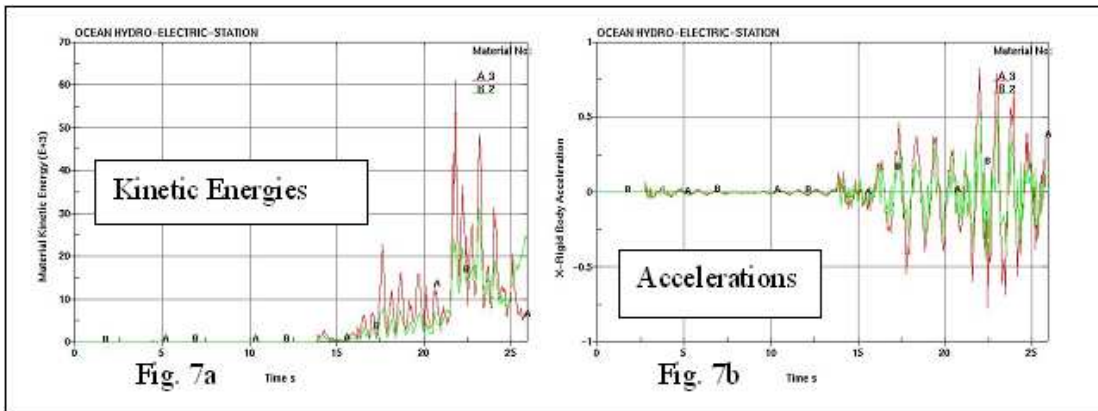 OCEAN HYDRO-ELECTRIC-STATION
Material No:
A 3
B 2
Material Kinetic Energy (E+3)
70
60
50
40
30
20
10
0
Kinetic Energies
B A B A B A B A B A
0 5 10 15 20 25
Fig. 7a
Time s
OCEAN HYDRO-ELECTRIC-STATION
Material No:
A 3
B 2
X-Rigid Body Acceleration
1
0.5
0
-0.5
-1
Accelerations
B A B A B A B A B A
0 5 10 15 20 25
Fig. 7b
Time s